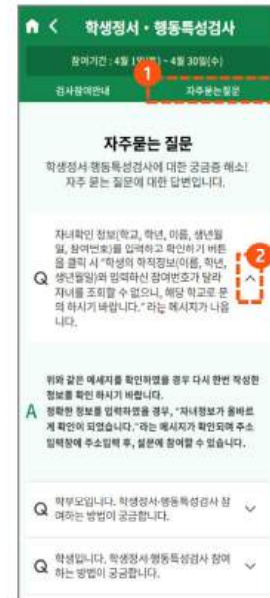 학생정서・행동특성검사
참여기간 : 4월 1 ~ 4월 30일(수)
1
검사참여안내 자주묻는질문
자주묻는 질문
학생정서·행동특성검사에 대한 궁금증 해소!
자주 묻는 질문에 대한 답변입니다.
자녀확인 정보(학교, 학년, 이름, 생년월
일, 참여번호)를 입력하고 확인하기 버튼
을 클릭 시 "학생의 학적정보(이름, 학년,
Q 생년월일)와 입력하신 참여번호가 달라
자녀를 조회할 수 없으니, 해당 학교로 문
의 하시기 바랍니다." 라는 메시지가 나옵
니다.
2
위와 같은 메세지를 확인하였을 경우 다시 한번 작성한
정보를 확인 하시기 바랍니다.
A 정확한 정보를 입력하였을 경우, "자녀정보가 올바르
게 확인이 되었습니다."라는 메시지가 확인되며 주소
입력창에 주소입력 후, 설문에 참여할 수 있습니다.
Q 학부모입니다. 학생정서·행동특성검사 참
여하는 방법이 궁금합니다.
Q 학생입니다. 학생정서·행동특성검사 참여
하는 방법이 궁금합니다.